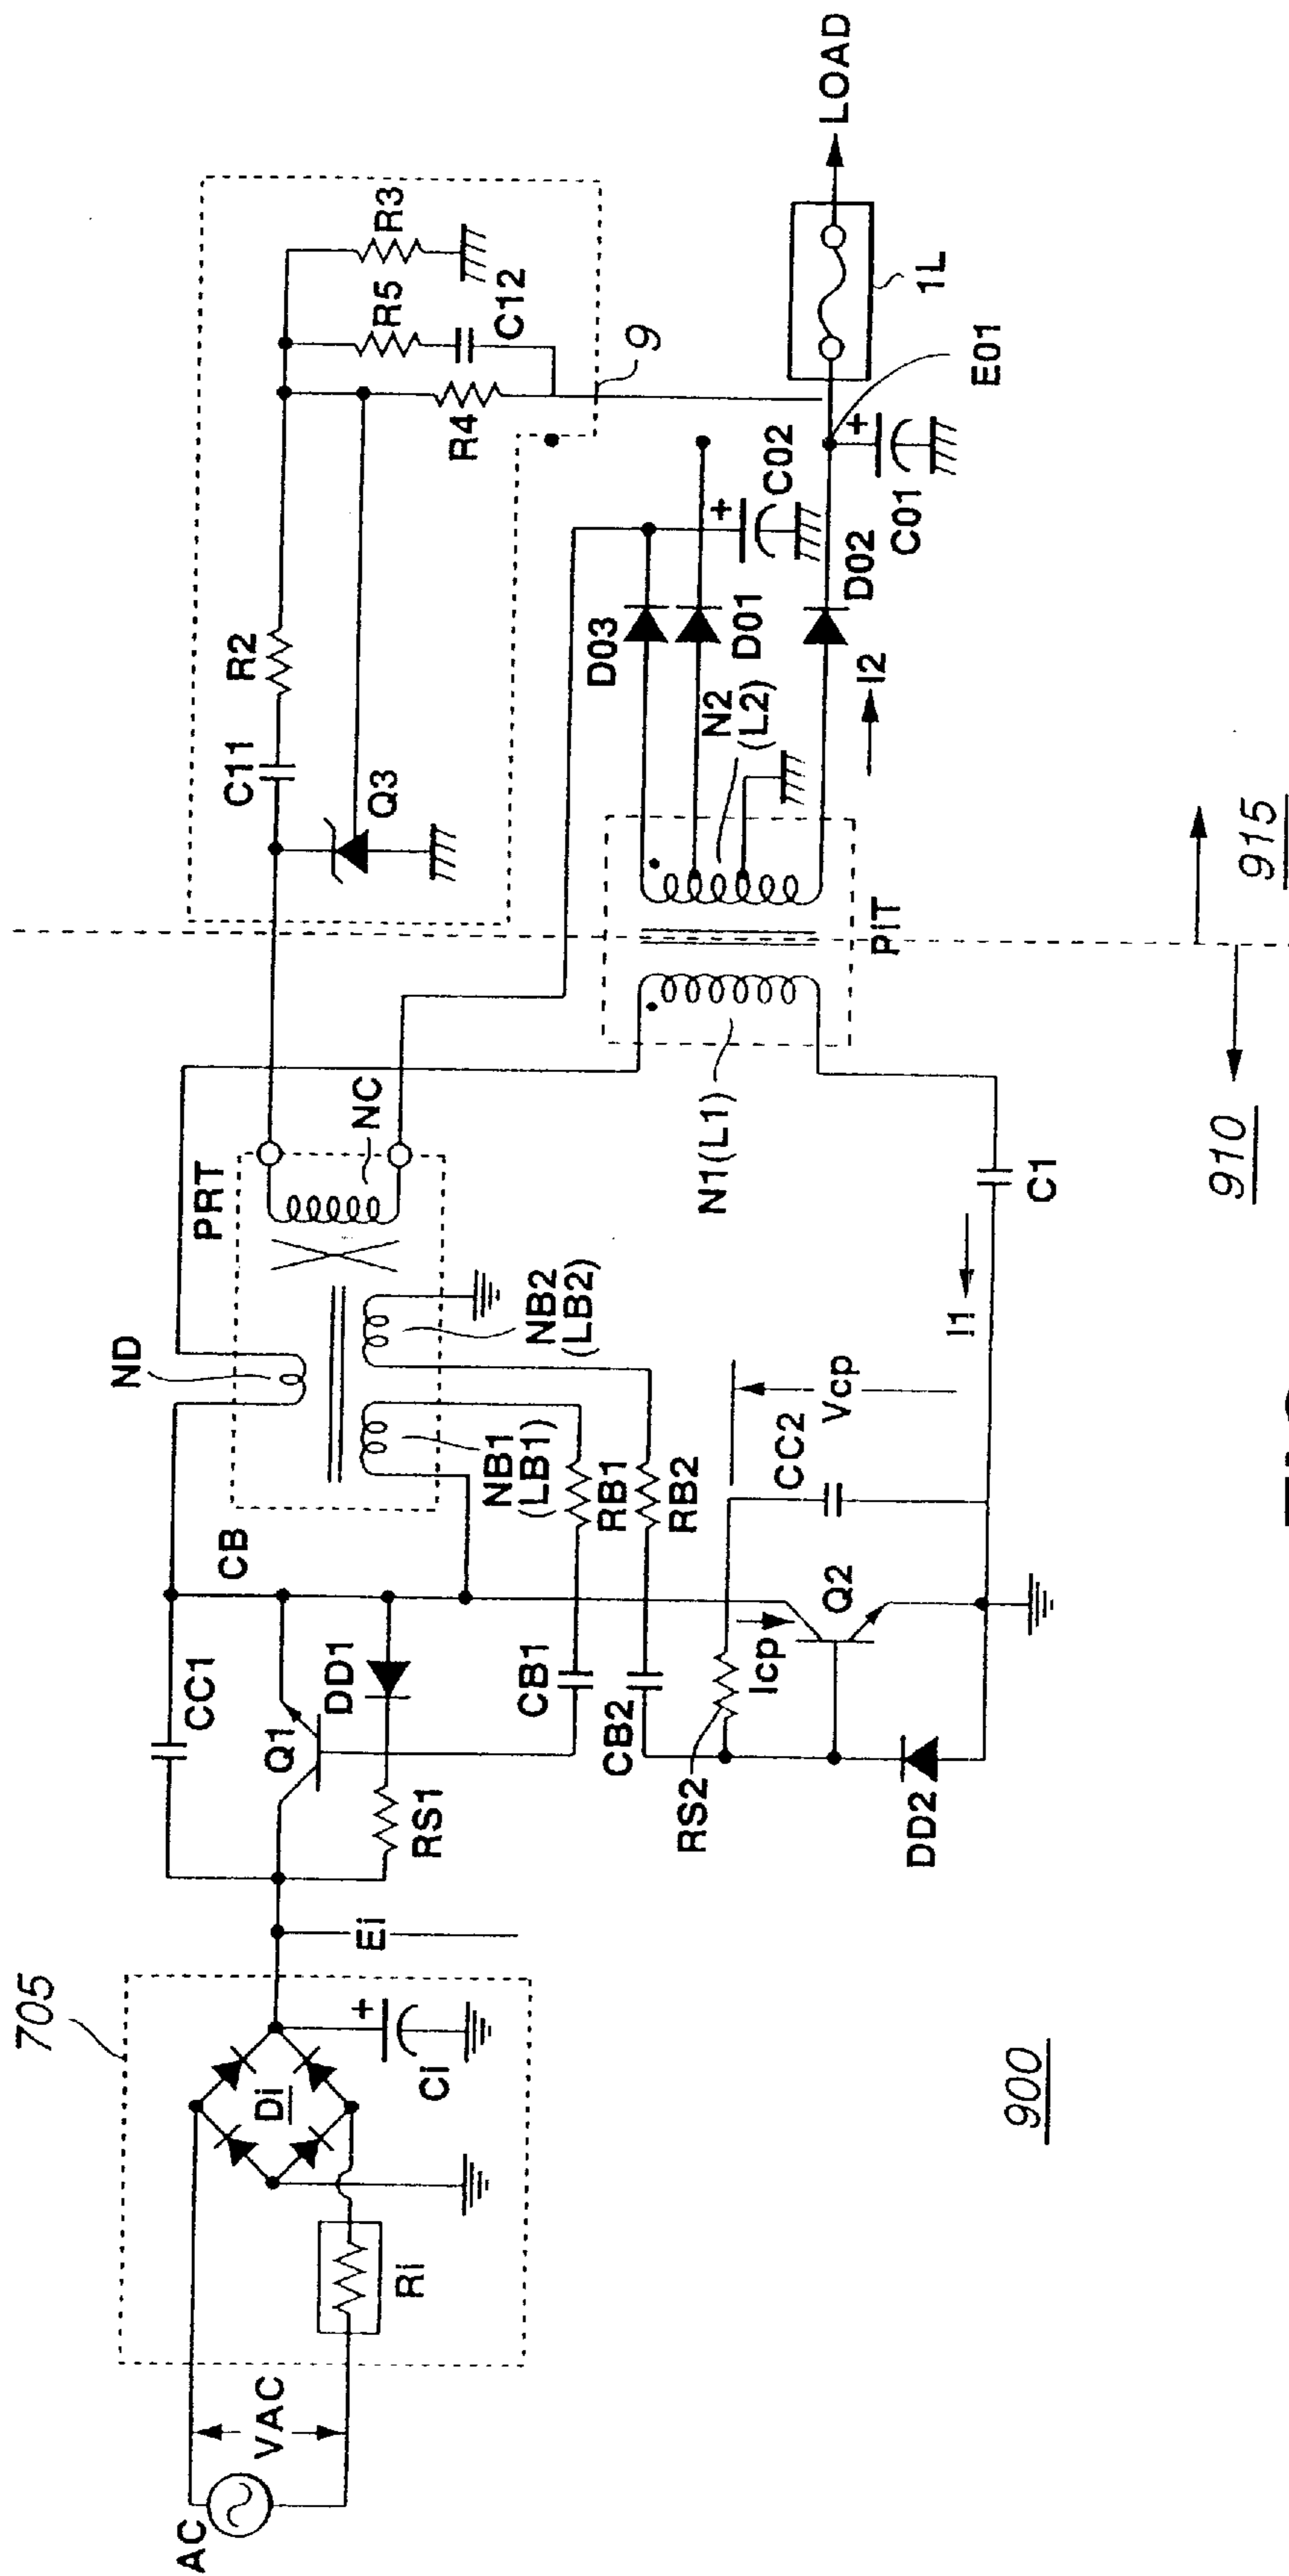 705
AC
VAC
Ri
Di
Ci
+
Ei
CC1
Q1
DD1
RS1
CB
ND
PRT
NC
NB1
(LB1)
NB2
(LB2)
CB1
RB1
CB2
RB2
RS2
Icp
Q2
CC2
Vcp
DD2
I1
C1
N1(L1)
PIT
N2
(L2)
I2
C11
R2
Q3
R4
R5
R3
C12
9
D03
D01
D02
+
C02
+
C01
E01
1L
LOAD
900
910
915